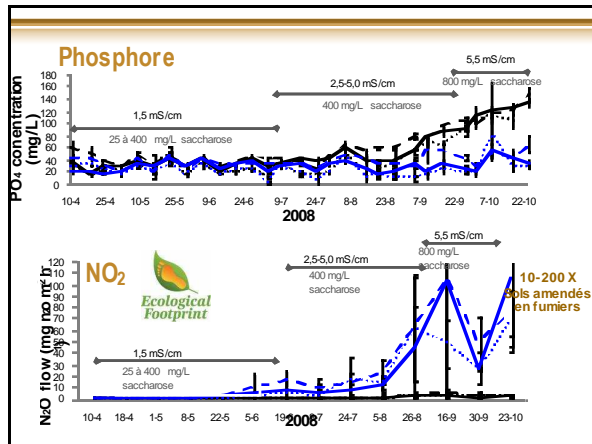 Phosphore
5,5 mS/cm
2,5-5,0 mS/cm
800 mg/L saccharose
400 mg/L saccharose
1,5 mS/cm
25 à 400 mg/L saccharose
PO4 conentration
(mg/L)
180
160
140
120
100
80
60
40
20
0
10-4 25-4 10-5 25-5 9-6 24-6 9-7 24-7 8-8 23-8 7-9 22-9 7-10 22-10
2008
NO2
Ecological
Footprint
5,5 mS/cm
2,5-5,0 mS/cm
800 mg/L
saccharose
400 mg/L
saccharose
10-200 X
Sols amendés
en fumiers
1,5 mS/cm
25 à 400 mg/L
saccharose
N2O flow (mg n2o m-2 h
120
110
100
90
80
70
60
50
40
30
20
10
0
10-4 18-4 1-5 8-5 22-5 5-6 24-7 5-8 26-8 16-9 30-9 23-10
2008